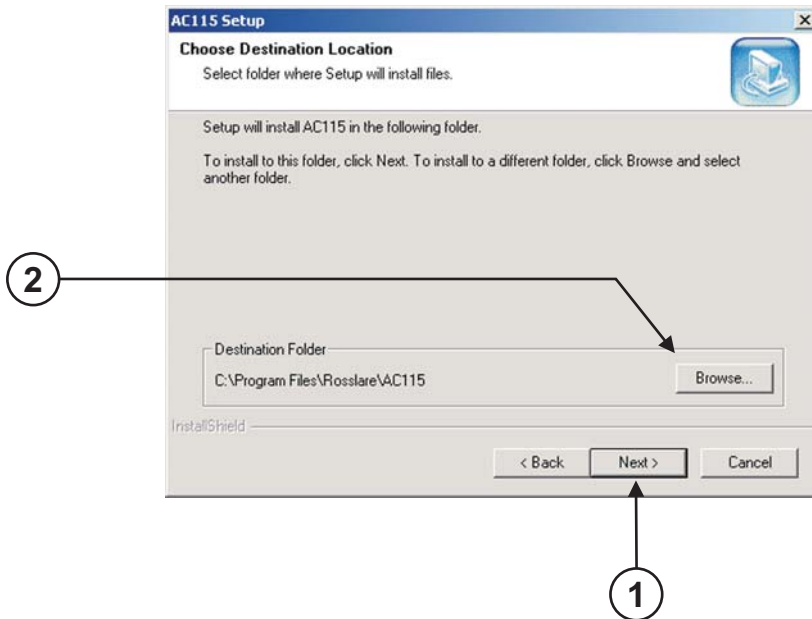 AC115 Setup
Choose Destination Location
Select folder where Setup will install files.
Setup will install AC115 in the following folder.
To install to this folder, click Next. To install to a different folder, click Browse and select
another folder.
2
Destination Folder
C:\Program Files\Rosslare\AC115
Browse...
InstallShield
< Back
Next >
Cancel
1